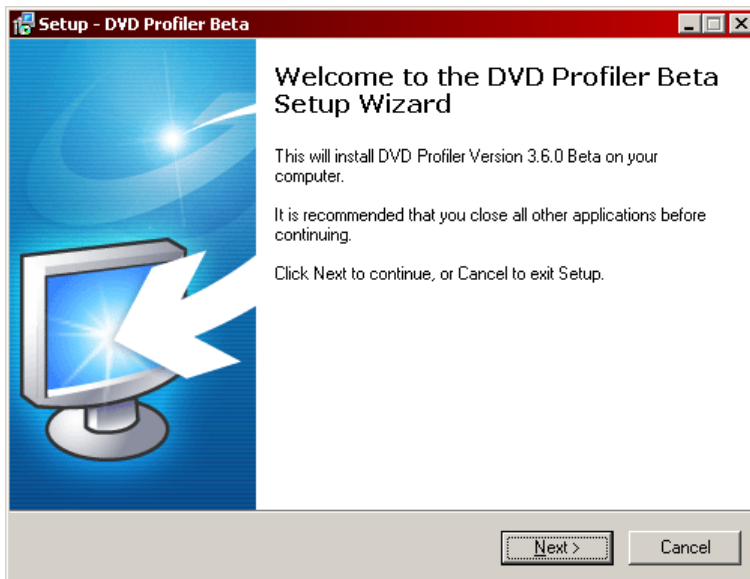 Setup - DVD Profiler Beta
Welcome to the DVD Profiler Beta
Setup Wizard
This will install DVD Profiler Version 3.6.0 Beta on your
computer.
It is recommended that you close all other applications before
continuing.
Click Next to continue, or Cancel to exit Setup.
Next >
Cancel